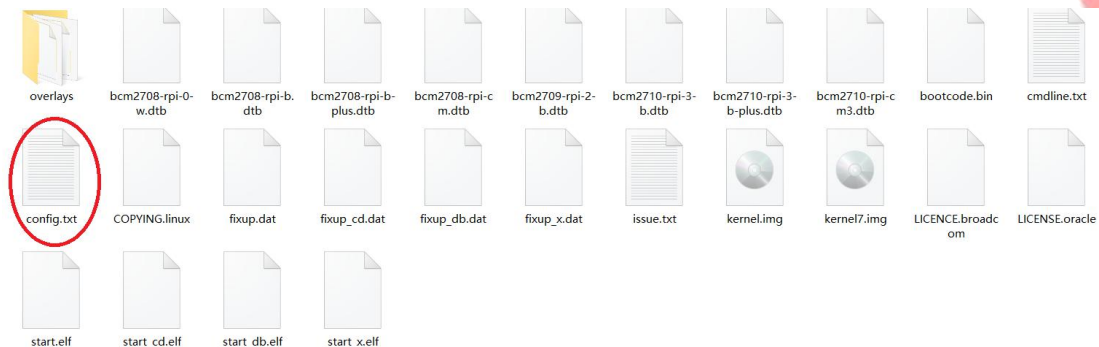 overlays
bcm2708-rpi-0-
w.dtb
bcm2708-rpi-b.
dtb
bcm2708-rpi-b-
plus.dtb
bcm2708-rpi-c
m.dtb
bcm2709-rpi-2-
b.dtb
bcm2710-rpi-3-
b.dtb
bcm2710-rpi-3-
b-plus.dtb
bcm2710-rpi-c
m3.dtb
bootcode.bin
cmdline.txt
config.txt
COPYING.linux
fixup.dat
fixup_cd.dat
fixup_db.dat
fixup_x.dat
issue.txt
kernel.img
kernel7.img
LICENCE.broadc
om
LICENSE.oracle
start.elf
start_cd.elf
start_db.elf
start_x.elf